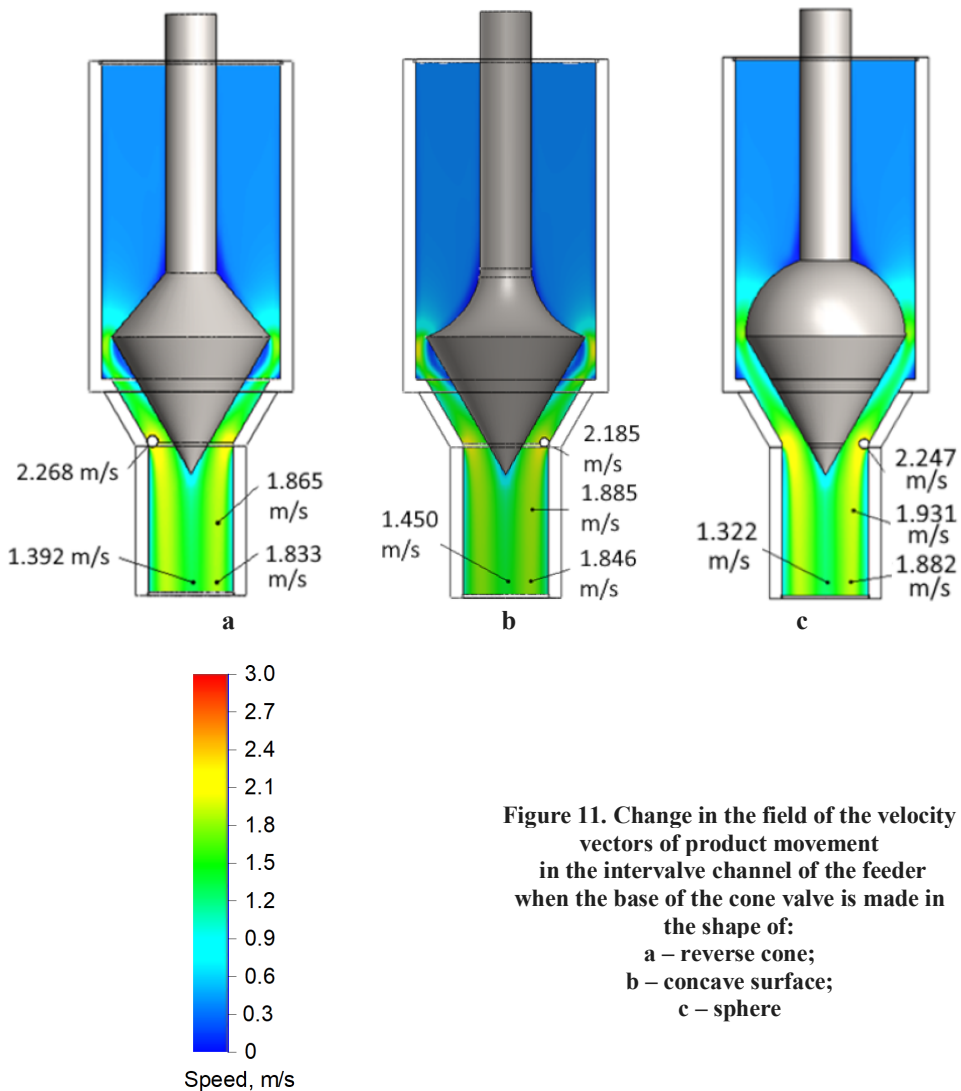 2.268 m/s
1.865
m/s
1.392 m/s
1.833
m/s
a
2.185
m/s
1.885
m/s
1.450
m/s
1.846
m/s
b
2.247
m/s
1.322
m/s
1.931
m/s
1.882
m/s
c
3.0
2.7
2.4
2.1
1.8
1.5
1.2
0.9
0.6
0.3
0
Speed, m/s
Figure 11. Change in the field of the velocity
vectors of product movement
in the intervalve channel of the feeder
when the base of the cone valve is made in
the shape of:
a – reverse cone;
b – concave surface;
c – sphere